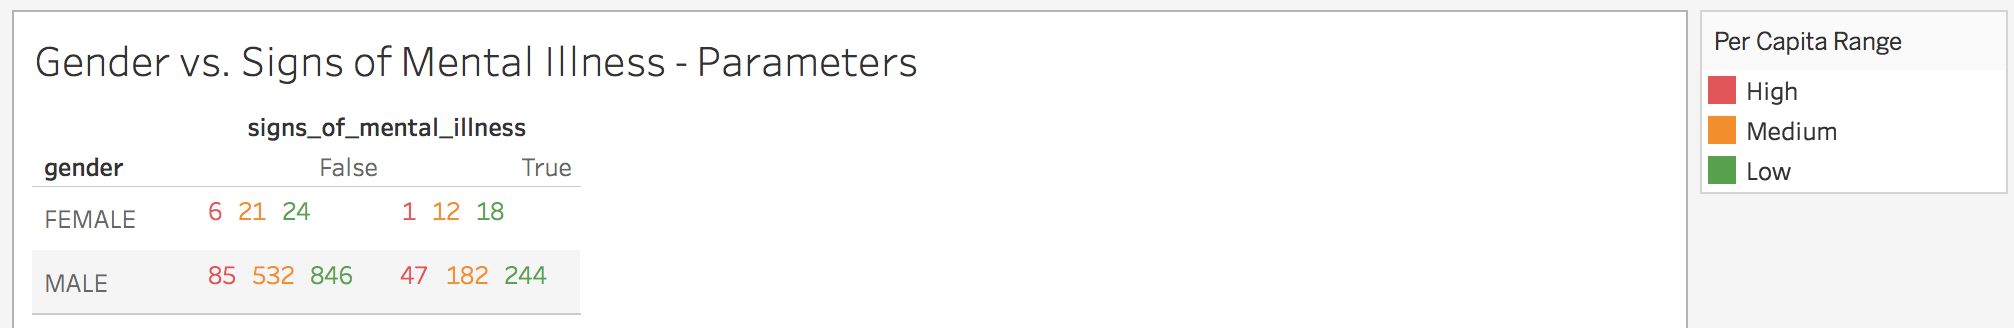 Gender vs. Signs of Mental Illness - Parameters
signs_of_mental_illness
gender False True
FEMALE 6 21 24 1 12 18
MALE 85 532 846 47 182 244
Per Capita Range
High
Medium
Low